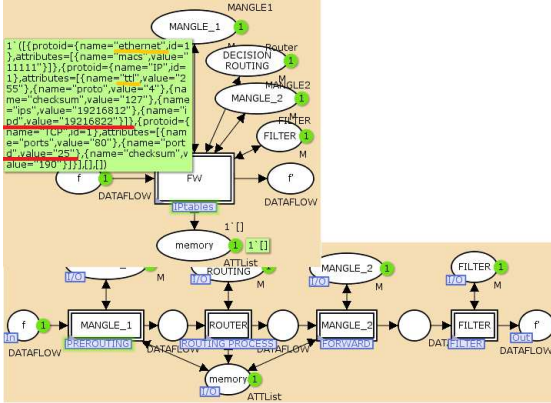 MANGLE1
MANGLE_1
1
M
Router
DECISION
ROUTING
1
M
MANGLE2
MANGLE_2
1
M
FILTER
FILTER
1
M
1`([{protoid={name="ethernet",id=1
},attributes=[{name="macs",value="
11111"}]},{protoid={name="IP",id=1
},attributes=[{name="ttl",value="2
55"},{name="proto",value="4"},{na
me="checksum",value="127"},{name
="ips",value="19216812"},{name="i
pd",value="19216822"}]},{protoid={
name="TCP",id=1},attributes=[{nam
e="ports",value="80"},{name="port
d",value="25"},{name="checksum",v
alue="190"}]}],[],[])
f
1
DATAFLOW
FW
IPtables
f'
DATAFLOW
1`[]
memory
1
1`[]
ATTList
I/O
M
ROUTING
I/O
M
MANGLE_2
1
I/O
M
FILTER
1
I/O
M
f
1
In
DATAFLOW
MANGLE_1
PREROUTING
DATAFLOW
ROUTER
ROUTING PROCESS
DATAFLOW
MANGLE_2
FORWARD
FILTER
FILTER
f'
Out
DATAFLOW
memory
1
I/O
ATTList